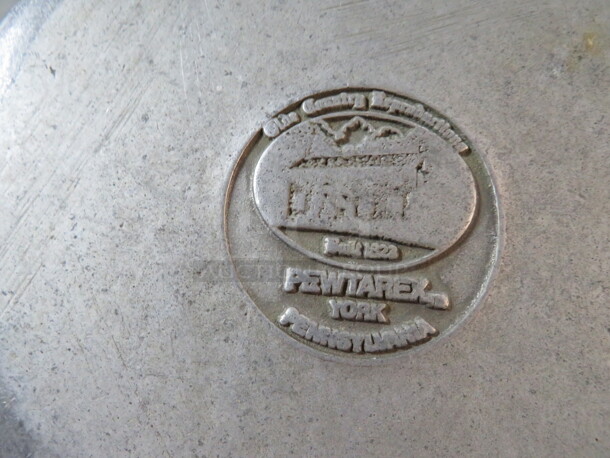 Olde Country Reproductions
Built 1823
PEWTAREX
YORK
PENNSYLVANIA